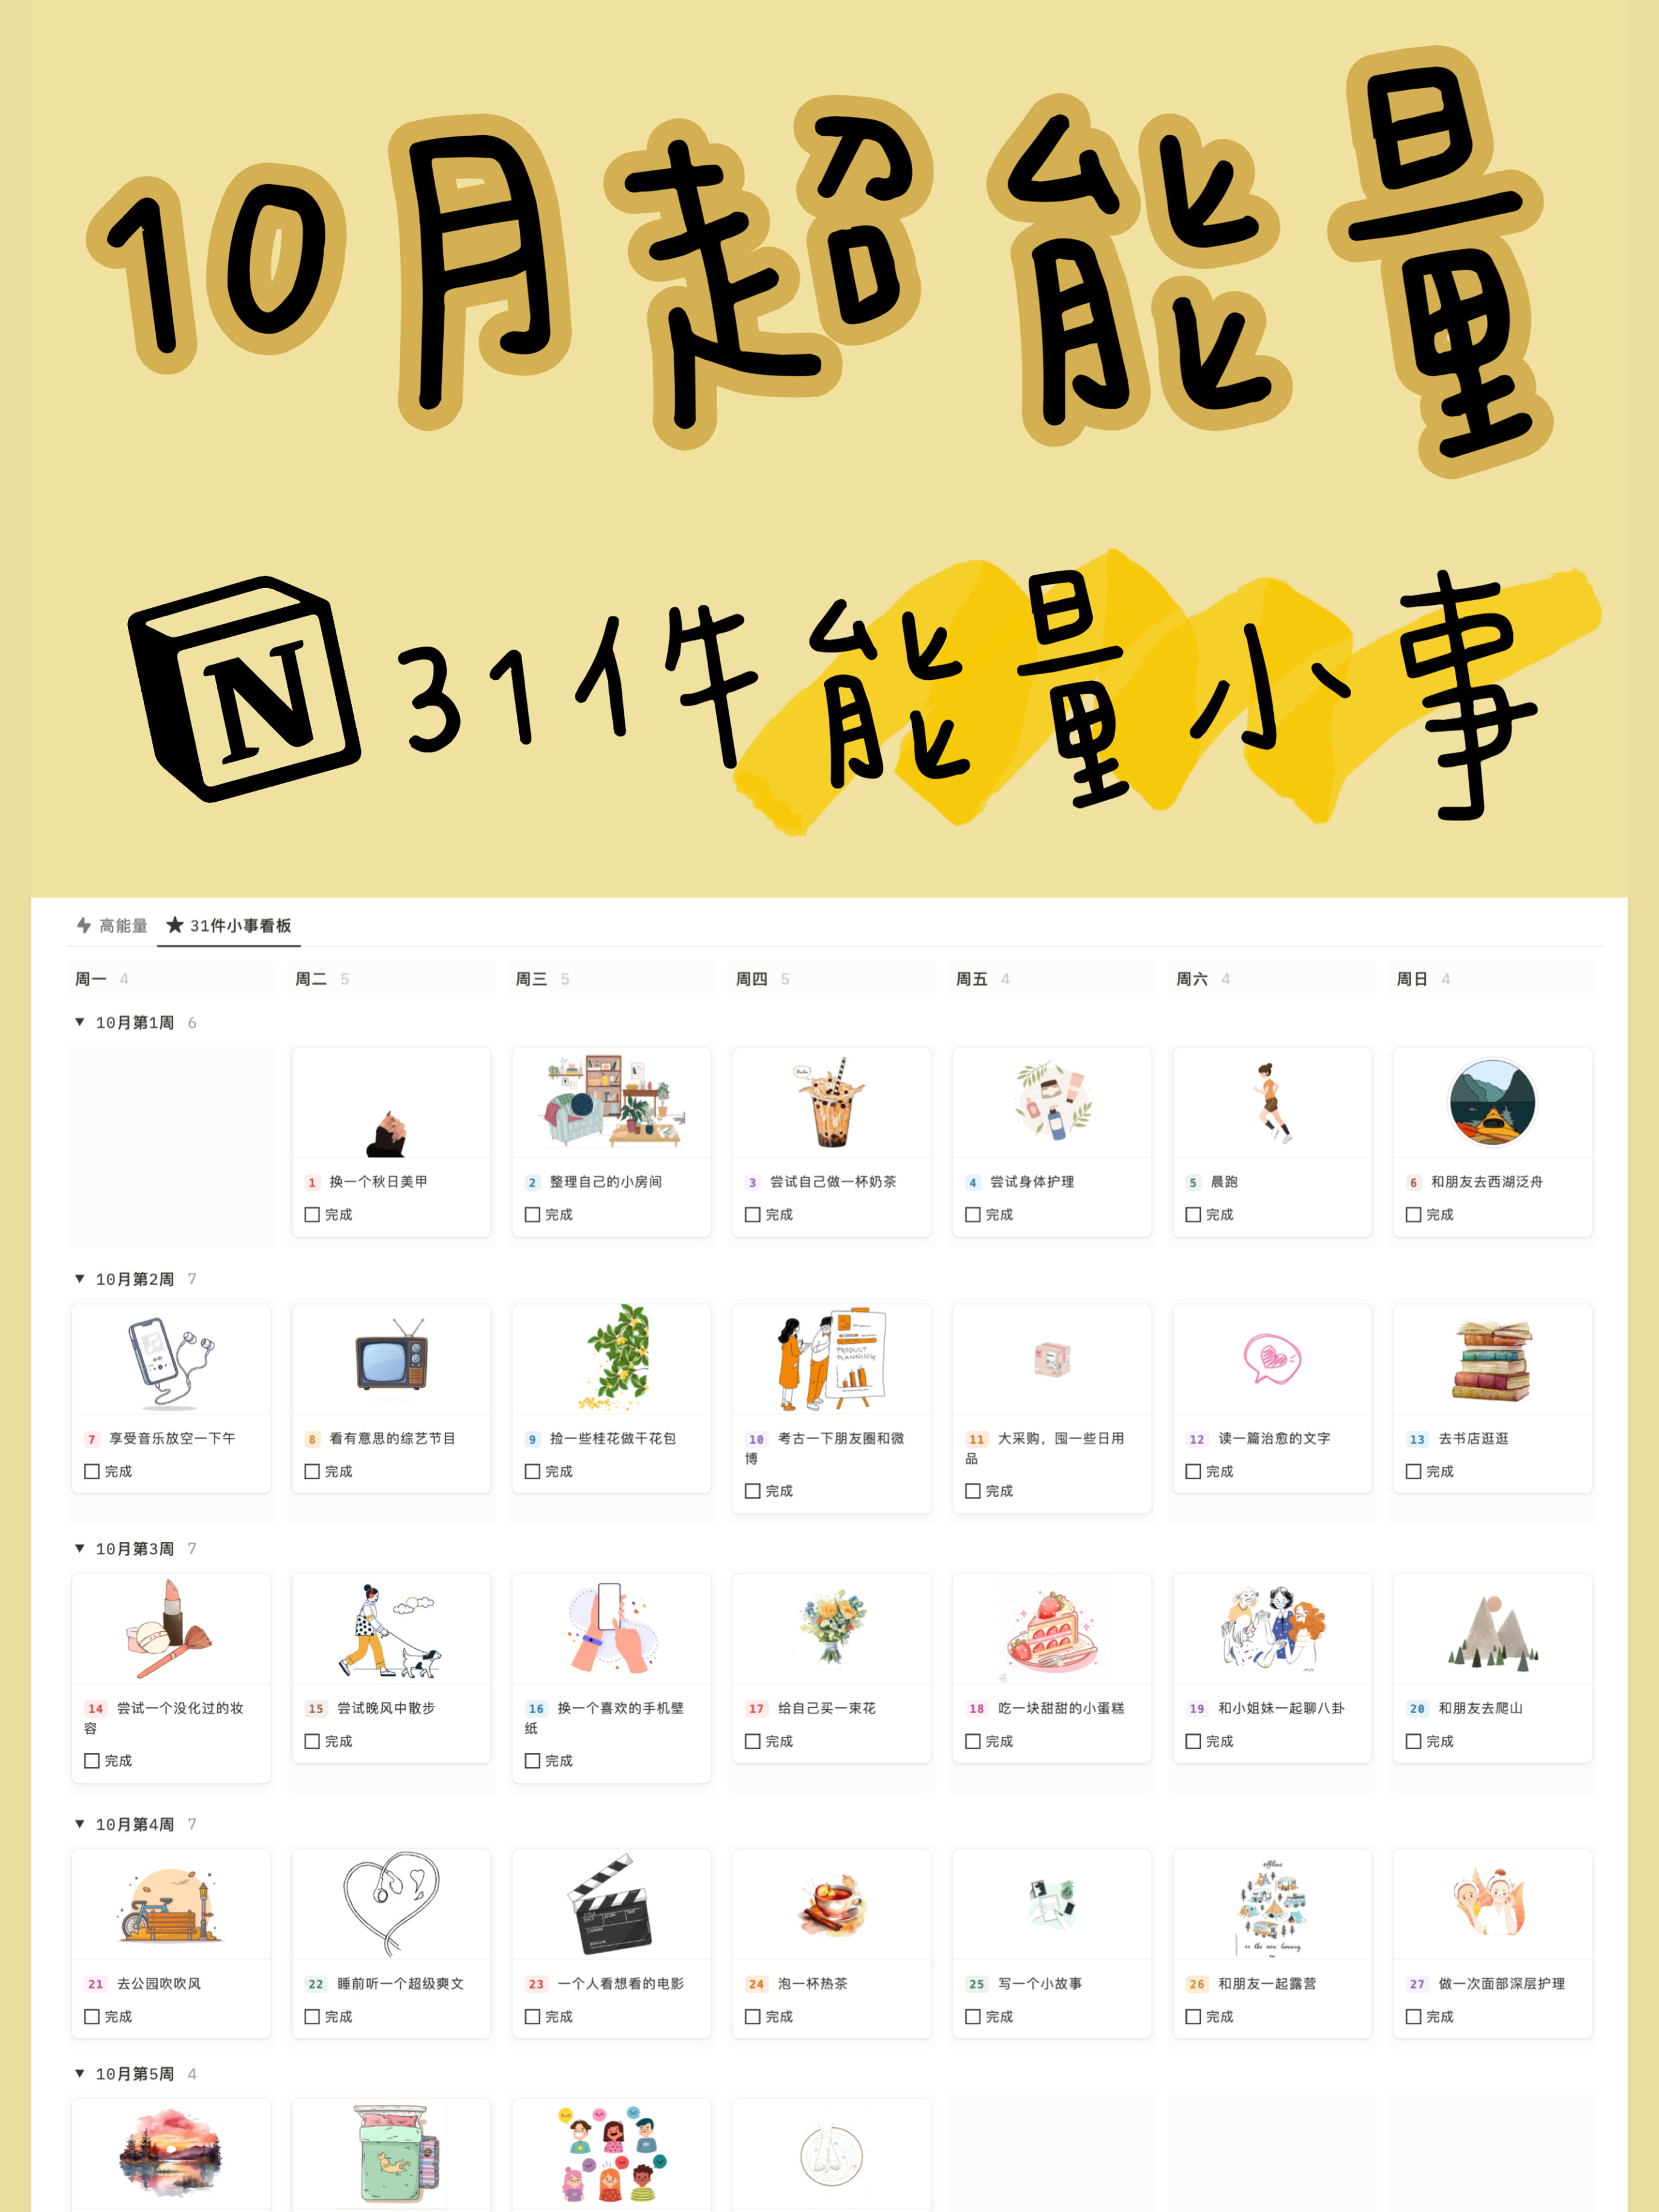 10月超能量
N 31件能量小事
高能量 31件小事看板
周一 4 周二 5 周三 5 周四 5 周五 4 周六 4 周日 4
10月第1周 6
1 换一个秋日美甲
完成
2 整理自己的小房间
完成
3 尝试自己做一杯奶茶
完成
4 尝试身体护理
完成
5 晨跑
完成
6 和朋友去西湖泛舟
完成
10月第2周 7
7 享受音乐放空一下午
完成
8 看有意思的综艺节目
完成
9 捡一些桂花做干花包
完成
PRODUCT
PLANNING
10 考古一下朋友圈和微
博
完成
11 大采购，囤一些日用
品
完成
12 读一篇治愈的文字
完成
13 去书店逛逛
完成
10月第3周 7
14 尝试一个没化过的妆
容
完成
15 尝试晚风中散步
完成
16 换一个喜欢的手机壁
纸
完成
17 给自己买一束花
完成
18 吃一块甜甜的小蛋糕
完成
19 和小姐妹一起聊八卦
完成
20 和朋友去爬山
完成
10月第4周 7
21 去公园吹吹风
完成
22 睡前听一个超级爽文
完成
23 一个人看想看的电影
完成
24 泡一杯热茶
完成
25 写一个小故事
完成
offline
is the new luxury
26 和朋友一起露营
完成
27 做一次面部深层护理
完成
10月第5周 4